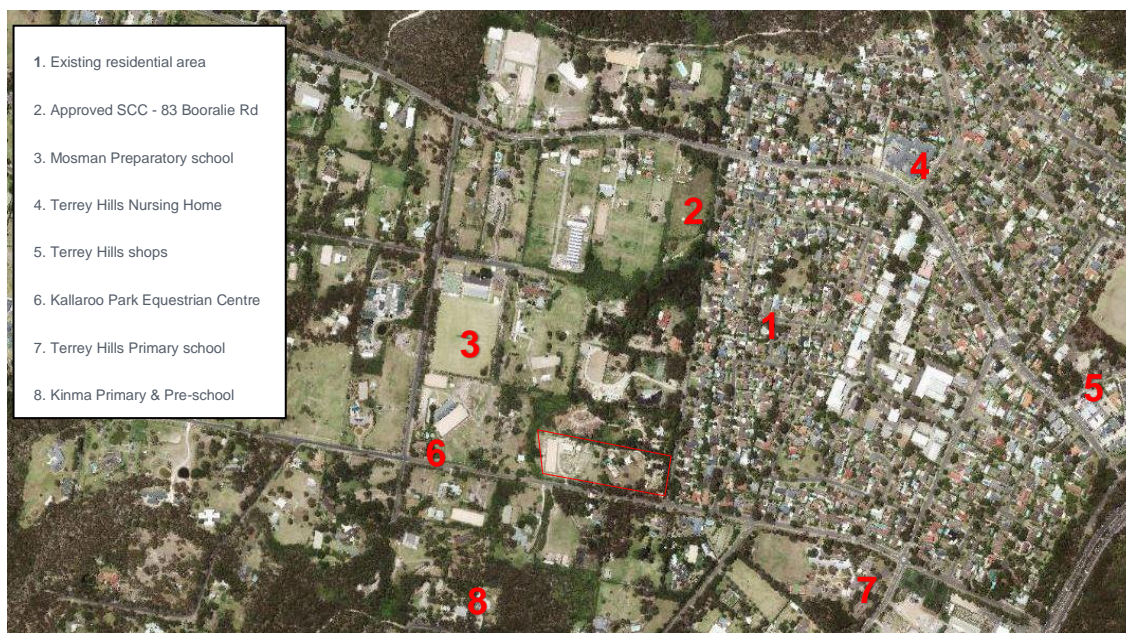 1. Existing residential area
2. Approved SCC - 83 Booralie Rd
3. Mosman Preparatory school
4. Terrey Hills Nursing Home
5. Terrey Hills shops
6. Kallaroo Park Equestrian Centre
7. Terrey Hills Primary school
8. Kinma Primary & Pre-school
4
2
1
3
5
6
7
8